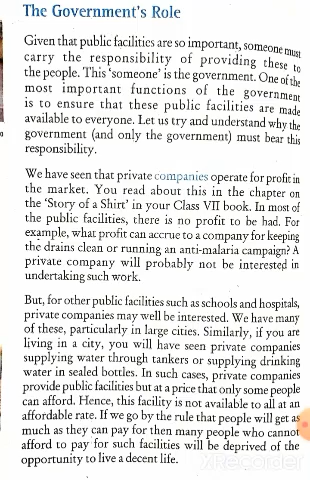 The Government's Role
Given that public facilities are so important, someone must
carry the responsibility of providing these to
the people. This 'someone' is the government. One of the
most important functions of the government
is to ensure that these public facilities are made
available to everyone. Let us try and understand why the
government (and only the government) must bear this
responsibility.
We have seen that private companies operate for profit in
the market. You read about this in the chapter on
the 'Story of a Shirt' in your Class VII book. In most of
the public facilities, there is no profit to be had. For
example, what profit can accrue to a company for keeping
the drains clean or running an anti-malaria campaign? A
private company will probably not be interested in
undertaking such work.
But, for other public facilities such as schools and hospitals,
private companies may well be interested. We have many
of these, particularly in large cities. Similarly, if you are
living in a city, you will have seen private companies
supplying water through tankers or supplying drinking
water in sealed bottles. In such cases, private companies
provide public facilities but at a price that only some people
can afford. Hence, this facility is not available to all at an
affordable rate. If we go by the rule that people will get as
much as they can pay for then many people who cannot
afford to pay for such facilities will be deprived of the
opportunity to live a decent life.